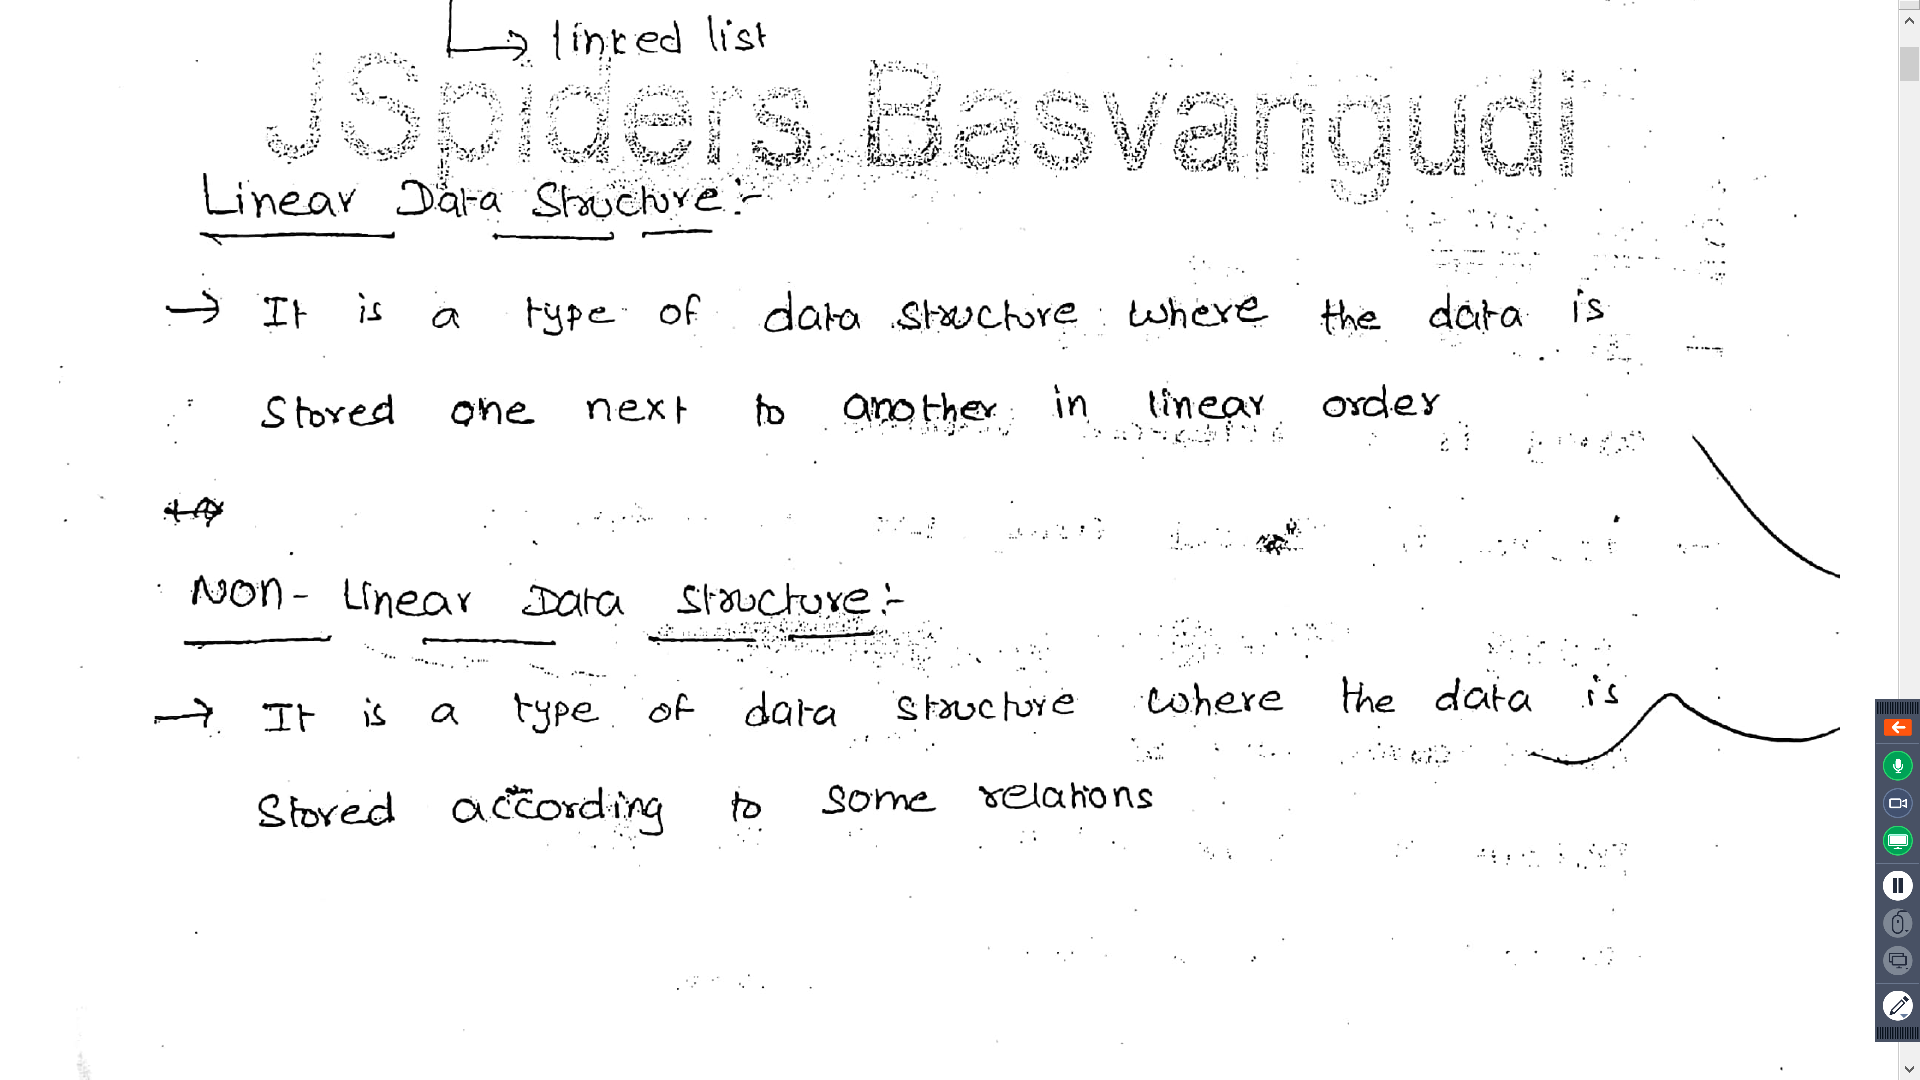 → linked list
JSpiders Basvangudi
Linear Data Structure:-
→ It is a type of data structure where the data is
Stored one next to another in linear order
Non-Linear Data Structure:-
→ It is a type of data structure where the data is
Stored according to some relations